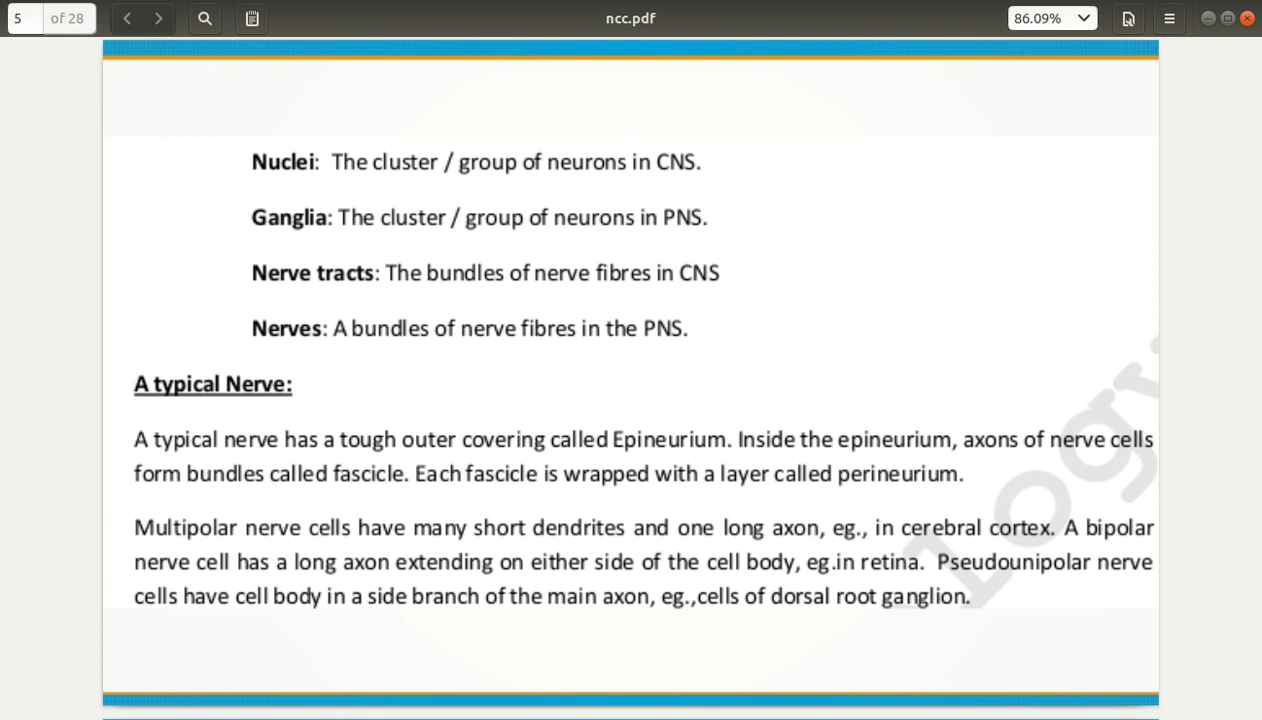 5 of 28
ncc.pdf
86.09%
Nuclei: The cluster / group of neurons in CNS.
Ganglia: The cluster / group of neurons in PNS.
Nerve tracts: The bundles of nerve fibres in CNS
Nerves: A bundles of nerve fibres in the PNS.
A typical Nerve:
A typical nerve has a tough outer covering called Epineurium. Inside the epineurium, axons of nerve cells
form bundles called fascicle. Each fascicle is wrapped with a layer called perineurium.
Multipolar nerve cells have many short dendrites and one long axon, eg., in cerebral cortex. A bipolar
nerve cell has a long axon extending on either side of the cell body, eg.in retina. Pseudounipolar nerve
cells have cell body in a side branch of the main axon, eg.,cells of dorsal root ganglion.